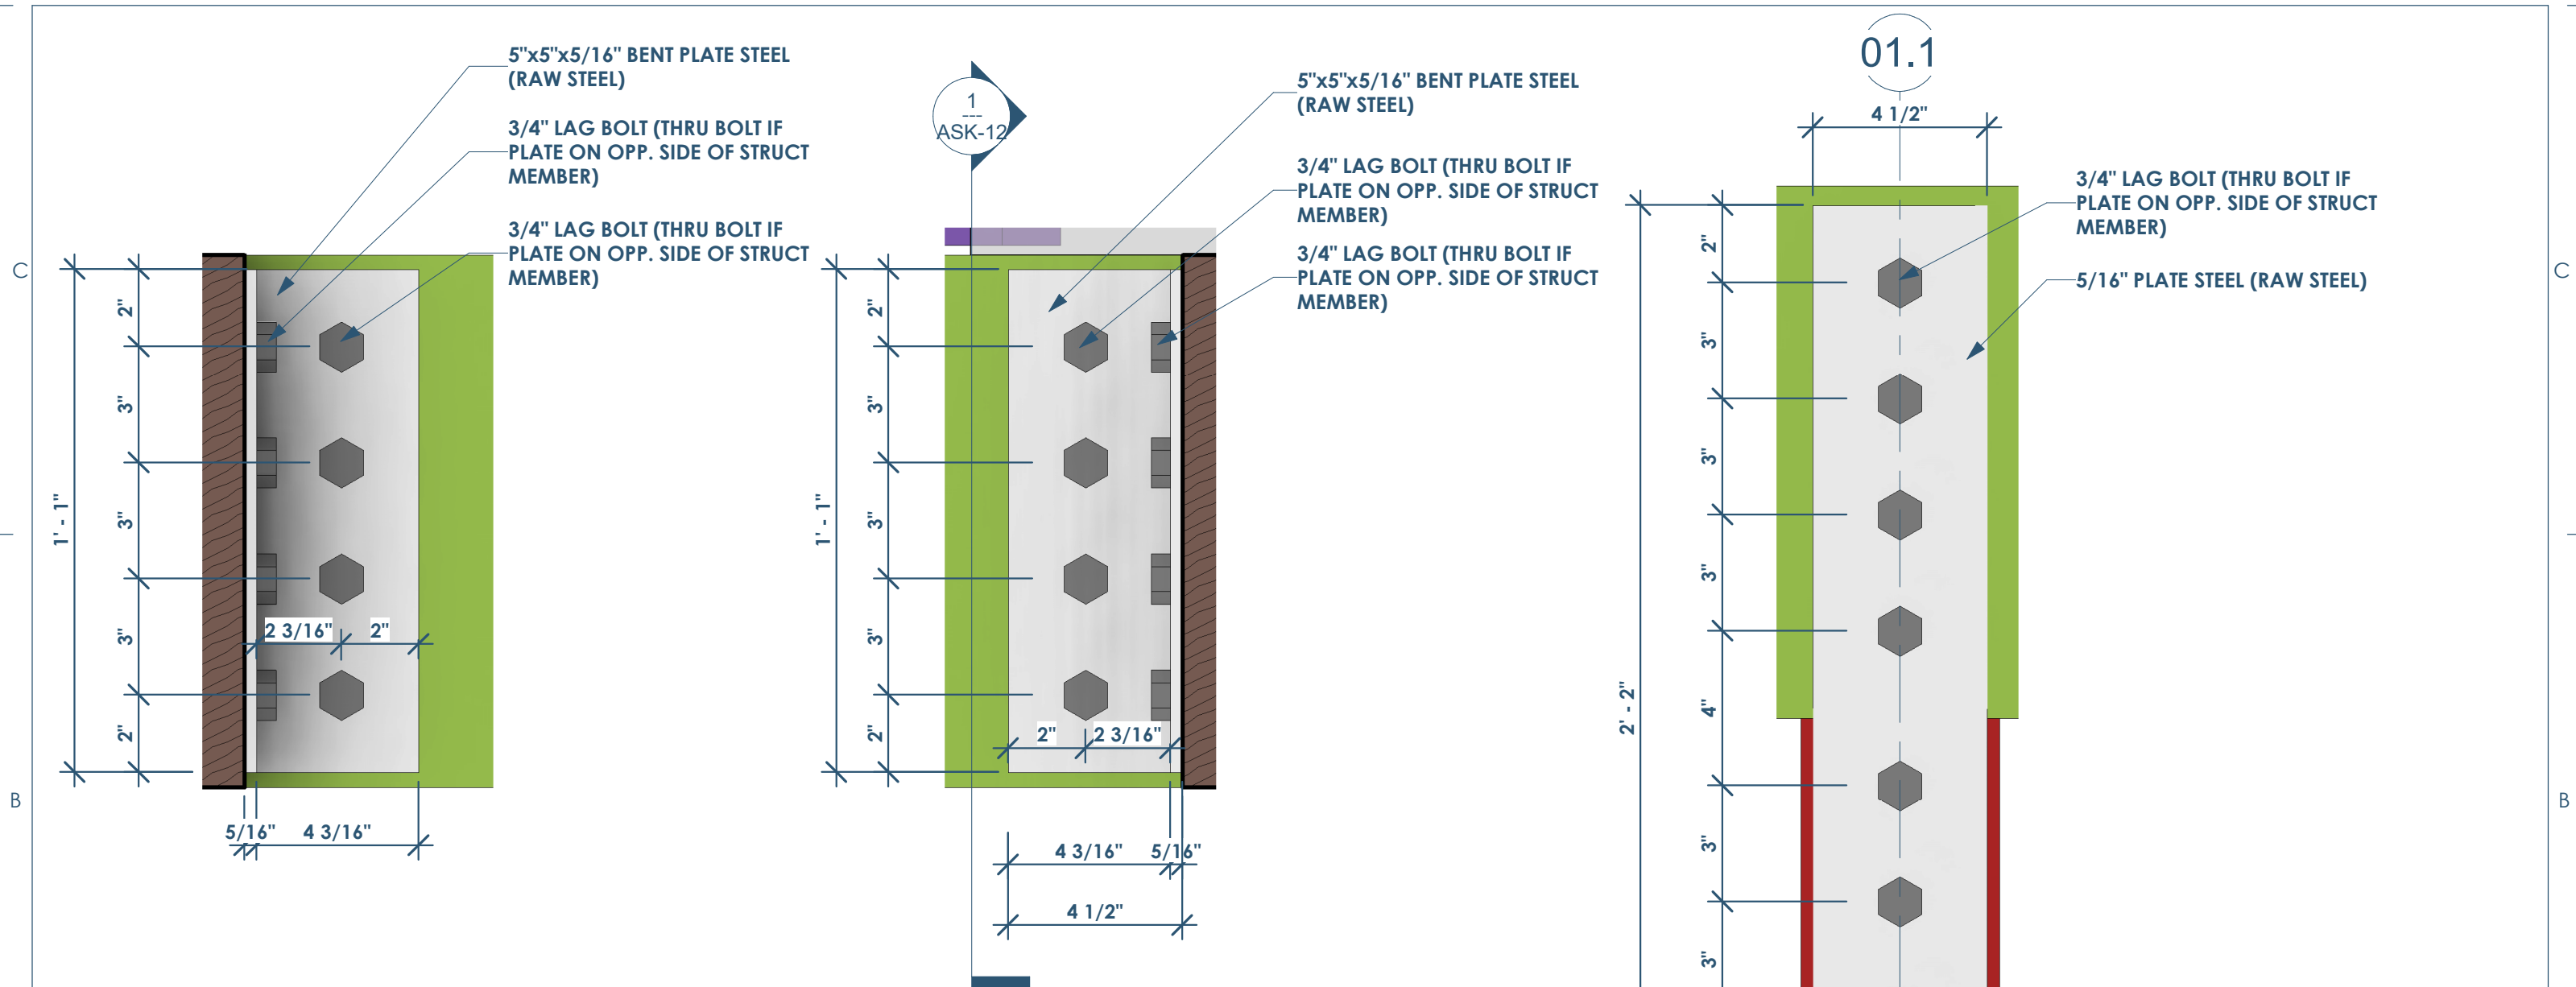 5"x5"x5/16" BENT PLATE STEEL
(RAW STEEL)
3/4" LAG BOLT (THRU BOLT IF
PLATE ON OPP. SIDE OF STRUCT
MEMBER)
3/4" LAG BOLT (THRU BOLT IF
PLATE ON OPP. SIDE OF STRUCT
MEMBER)
C
2"
3"
3"
3"
2"
1' - 1"
2 3/16"
2"
5/16"
4 3/16"
B
1
---
ASK-12
5"x5"x5/16" BENT PLATE STEEL
(RAW STEEL)
3/4" LAG BOLT (THRU BOLT IF
PLATE ON OPP. SIDE OF STRUCT
MEMBER)
3/4" LAG BOLT (THRU BOLT IF
PLATE ON OPP. SIDE OF STRUCT
MEMBER)
2"
3"
3"
3"
2"
1' - 1"
2"
2 3/16"
4 3/16"
5/16"
4 1/2"
01.1
4 1/2"
3/4" LAG BOLT (THRU BOLT IF
PLATE ON OPP. SIDE OF STRUCT
MEMBER)
5/16" PLATE STEEL (RAW STEEL)
2"
3"
3"
3"
4"
3"
3"
2' - 2"
C
B